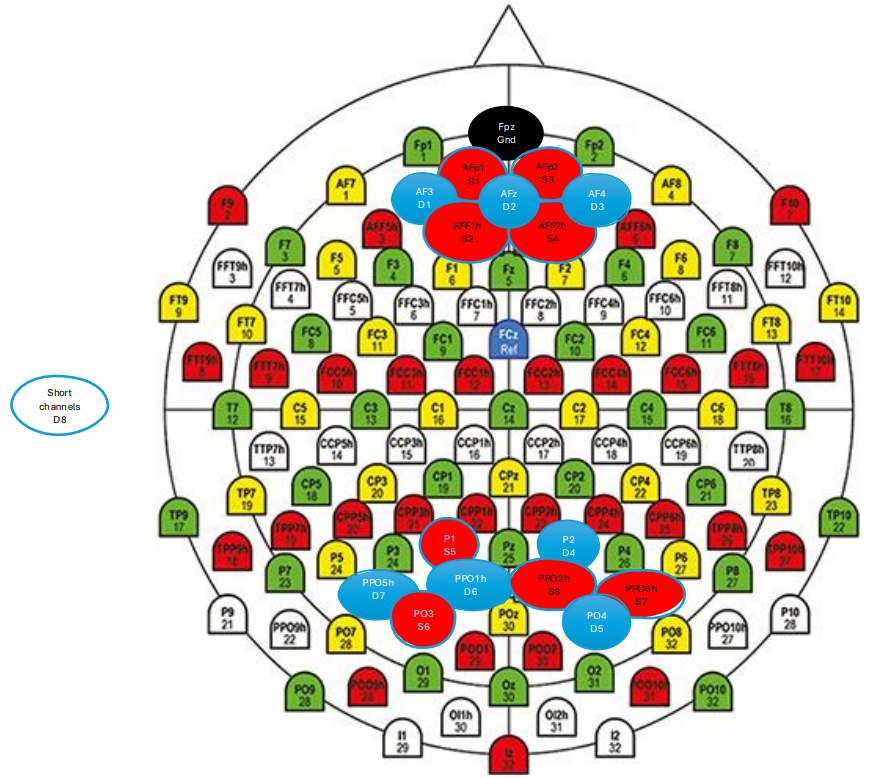 Fpz
Gnd
Fp1
1
Fp2
2
AFp1
S1
AFp2
S3
AF7
1
AF3
D1
AFz
D2
AF4
D3
AF8
4
F9
2
F10
7
AFF5h
3
AFF1h
S2
AFF2h
S4
AFF6h
6
F7
3
F5
5
F3
4
F1
6
Fz
5
F2
7
F4
6
F6
8
F8
7
FFT9h
3
FFT7h
4
FFC5h
5
FFC3h
6
FFC1h
7
FFC2h
8
FFC4h
9
FFC6h
10
FFT8h
11
FFT10h
12
FT9
9
FT7
10
FC5
8
FC3
11
FC1
9
FCz
Ref
FC2
10
FC4
12
FC6
11
FT8
13
FT10
14
FTT9h
8
FTT7h
9
FCC5h
10
FCC3h
11
FCC1h
12
FCC2h
13
FCC4h
14
FCC6h
15
FTT8h
16
FTT10h
17
Short
channels
D8
T7
12
C5
15
C3
13
C1
16
Cz
14
C2
17
C4
15
C6
18
T8
16
TTP7h
13
CCP5h
14
CCP3h
15
CCP1h
16
CCP2h
17
CCP4h
18
CCP6h
19
TTP8h
20
TP9
17
TP7
19
CP5
18
CP3
20
CP1
19
CPz
21
CP2
20
CP4
22
CP6
21
TP8
23
TP10
22
TPP9h
18
TPP7h
19
CPP5h
20
CPP3h
21
CPP1h
22
CPP2h
23
CPP4h
24
CPP6h
25
TPP8h
26
TPP10h
27
P9
21
P7
23
P5
24
P3
24
P1
S5
Pz
25
P2
D4
P4
26
P6
27
P8
27
P10
28
PPO9h
22
PPO5h
D7
PPO1h
D6
PPO2h
S8
PPO6h
S7
PPO10h
27
PO7
28
PO3
S6
POz
30
PO4
D5
PO8
32
POO1
29
POO2
30
PO9
28
POO9h
28
O1
29
Oz
30
O2
31
POO10h
31
PO10
32
I1
29
OI1h
30
Iz
32
OI2h
31
I2
32